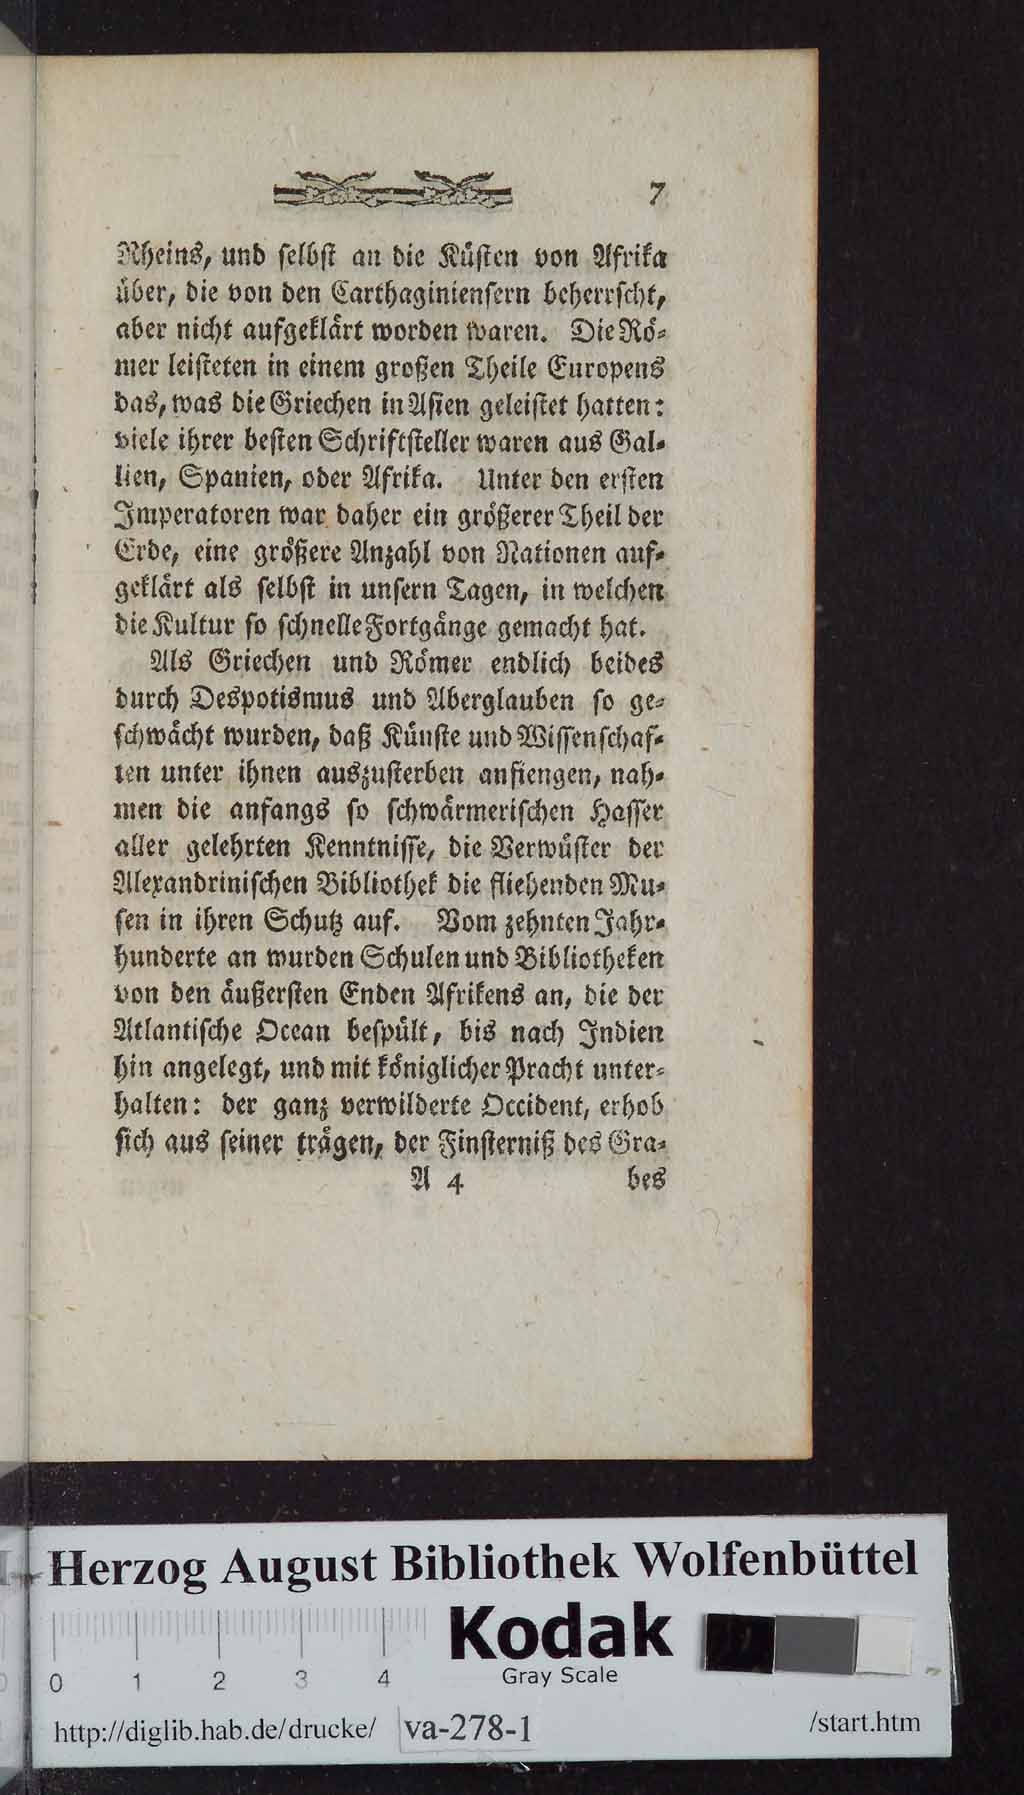 7
Rheins, und selbst an die Küsten von Afrika
über, die von den Carthaginiensern beherrscht,
aber nicht aufgeklärt worden waren. Die Rö-
mer leisteten in einem großen Theile Europens
das, was die Griechen in Asien geleistet hatten:
viele ihrer besten Schriftsteller waren aus Gal-
lien, Spanien, oder Afrika. Unter den ersten
Imperatoren war daher ein größerer Theil der
Erde, eine größere Anzahl von Nationen auf-
geklärt als selbst in unsern Tagen, in welchen
die Kultur so schnelle Fortgänge gemacht hat.
Als Griechen und Römer endlich beides
durch Despotismus und Aberglauben so ge-
schwächt wurden, daß Künste und Wissenschaf-
ten unter ihnen auszusterben anfiengen, nah-
men die anfangs so schwärmerischen Hasser
aller gelehrten Kenntnisse, die Verwüster der
Alexandrinischen Bibliothek die fliehenden Mu-
sen in ihren Schutz auf. Vom zehnten Jahr-
hunderte an wurden Schulen und Bibliotheken
von den äußersten Enden Afrikens an, die der
Atlantische Ocean bespült, bis nach Indien
hin angelegt, und mit königlicher Pracht unter-
halten: der ganz verwilderte Occident, erhob
sich aus seiner trägen, der Finsterniß des Gra-
A 4 bes
Herzog August Bibliothek Wolfenbüttel
Kodak
Gray Scale
0 1 2 3 4
http://diglib.hab.de/drucke/ va-278-1 /start.htm